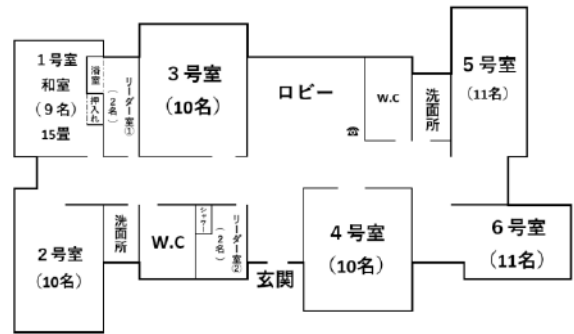 1号室
和室
(9名)
15畳
浴室
押入れ
リーダー室①
(2名)
3号室
(10名)
ロビー
☎
W.C
洗面所
5号室
(11名)
2号室
(10名)
洗面所
W.C
シャワー
リーダー室②
(2名)
玄関
4号室
(10名)
6号室
(11名)